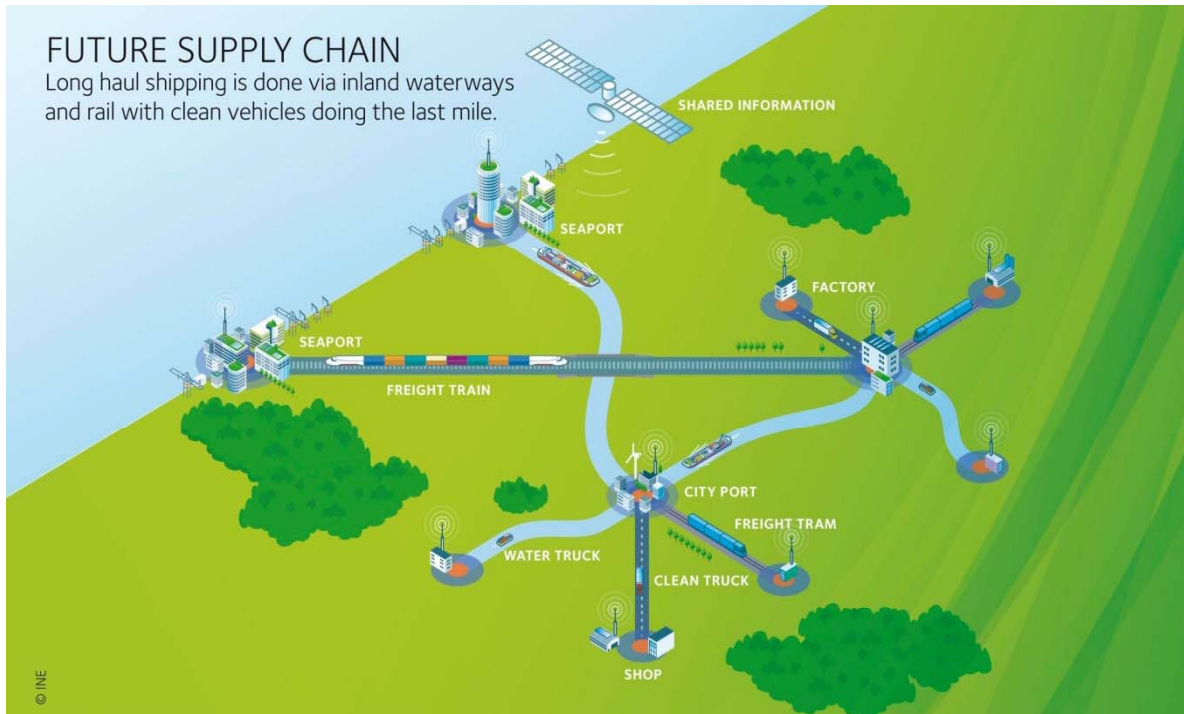 FUTURE SUPPLY CHAIN
Long haul shipping is done via inland waterways
and rail with clean vehicles doing the last mile.
SHARED INFORMATION
SEAPORT
FACTORY
SEAPORT
FREIGHT TRAIN
CITY PORT
FREIGHT TRAM
WATER TRUCK
CLEAN TRUCK
SHOP
© INE